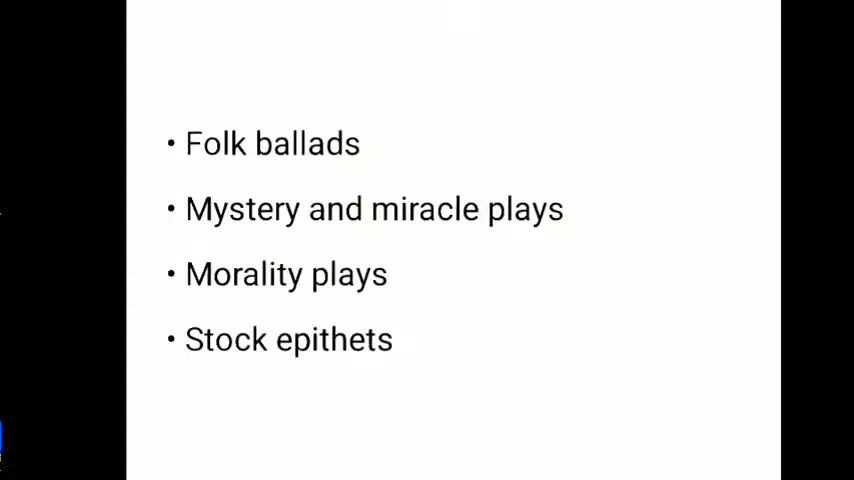 • Folk ballads
• Mystery and miracle plays
• Morality plays
• Stock epithets